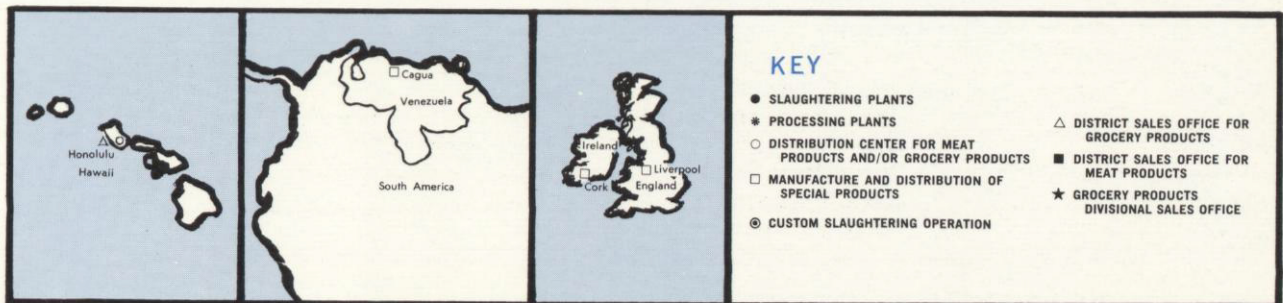 Honolulu
Hawaii
Cagua
Venezuela
South America
Ireland
Cork
Liverpool
England
KEY
SLAUGHTERING PLANTS
PROCESSING PLANTS
DISTRIBUTION CENTER FOR MEAT
PRODUCTS AND/OR GROCERY PRODUCTS
MANUFACTURE AND DISTRIBUTION OF
SPECIAL PRODUCTS
CUSTOM SLAUGHTERING OPERATION
DISTRICT SALES OFFICE FOR
GROCERY PRODUCTS
DISTRICT SALES OFFICE FOR
MEAT PRODUCTS
GROCERY PRODUCTS
DIVISIONAL SALES OFFICE